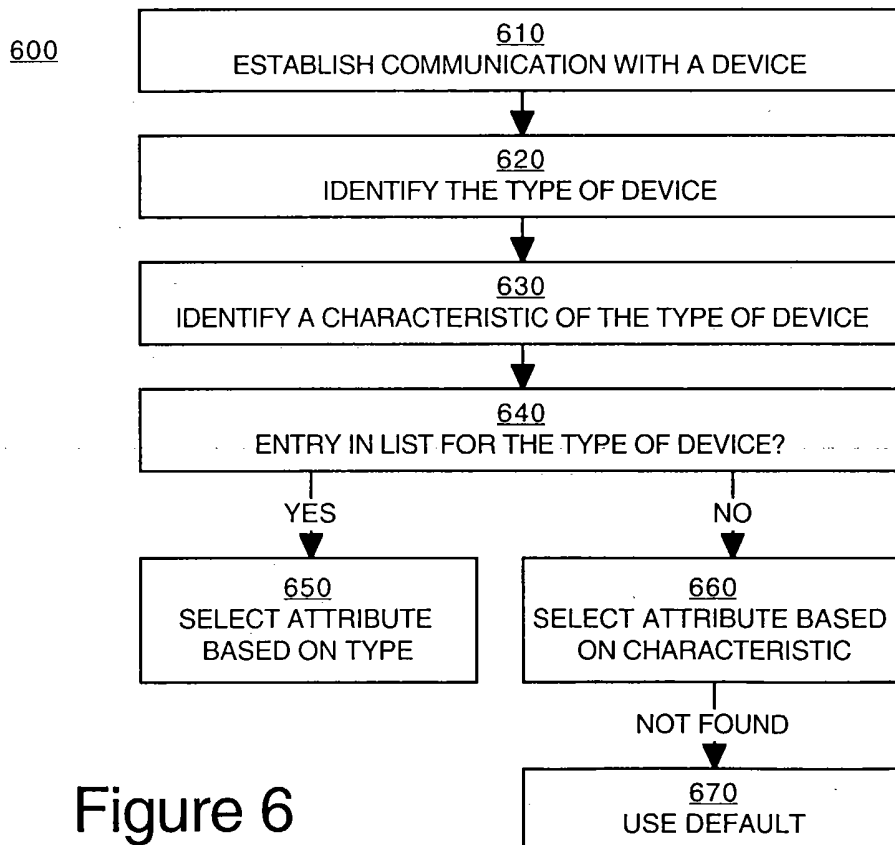 600
610
ESTABLISH COMMUNICATION WITH A DEVICE
620
IDENTIFY THE TYPE OF DEVICE
630
IDENTIFY A CHARACTERISTIC OF THE TYPE OF DEVICE
640
ENTRY IN LIST FOR THE TYPE OF DEVICE?
YES
NO
650
SELECT ATTRIBUTE
BASED ON TYPE
660
SELECT ATTRIBUTE BASED
ON CHARACTERISTIC
NOT FOUND
670
USE DEFAULT
Figure 6